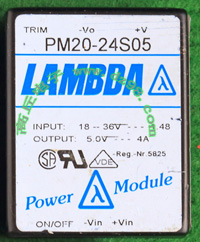 TRIM -Vo +V
PM20-24S05
LAMBDA
INPUT: 18 - 36V
OUTPUT: 5.0V 4A
VDE
-Reg.-Nr.5825
Power λ Module
ON/OFF -Vin +Vin